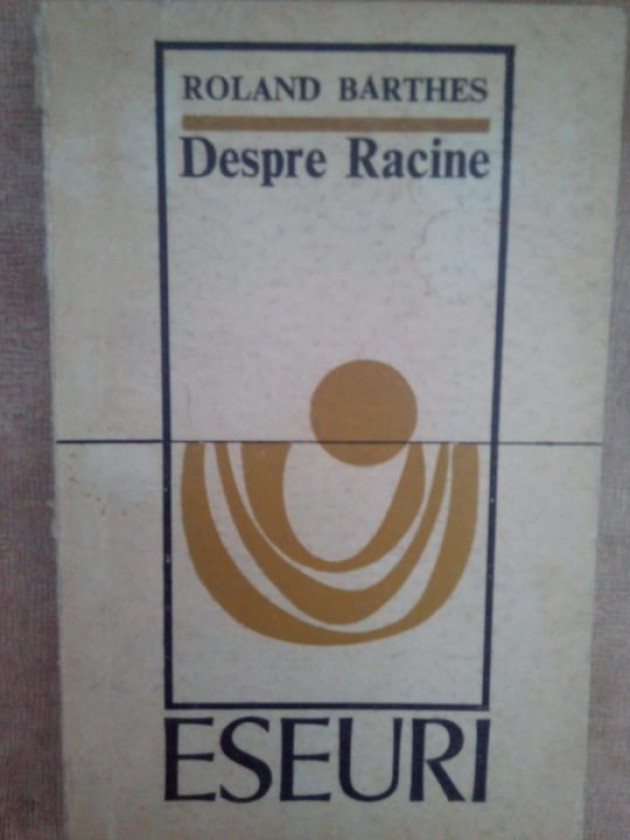 ROLAND BARTHES
Despre Racine
ESEURI